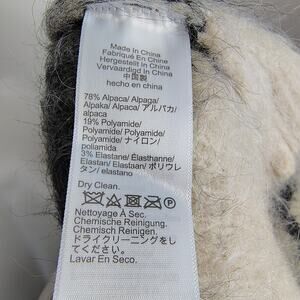 Made In China
Fabriqué En Chine
Hergestellt In China
Vervaardigd In China
中国製
hecho en china
78% Alpaca/ Alpaga/
Alpaka/ Alpaca/ アルパカ/
alpaca
19% Polyamide/
Polyamide/ Polyamid/
Polyamide/ ナイロン/
poliamida
3% Elastane/ Élasthanne/
Elastan/ Elastaan/ ポリウレ
タン/ elastano
Dry Clean.
Nettoyage À Sec.
Chemische Reinigung.
Chemisch Reinigen.
ドライクリーニングをし
てください。
Lavar En Seco.